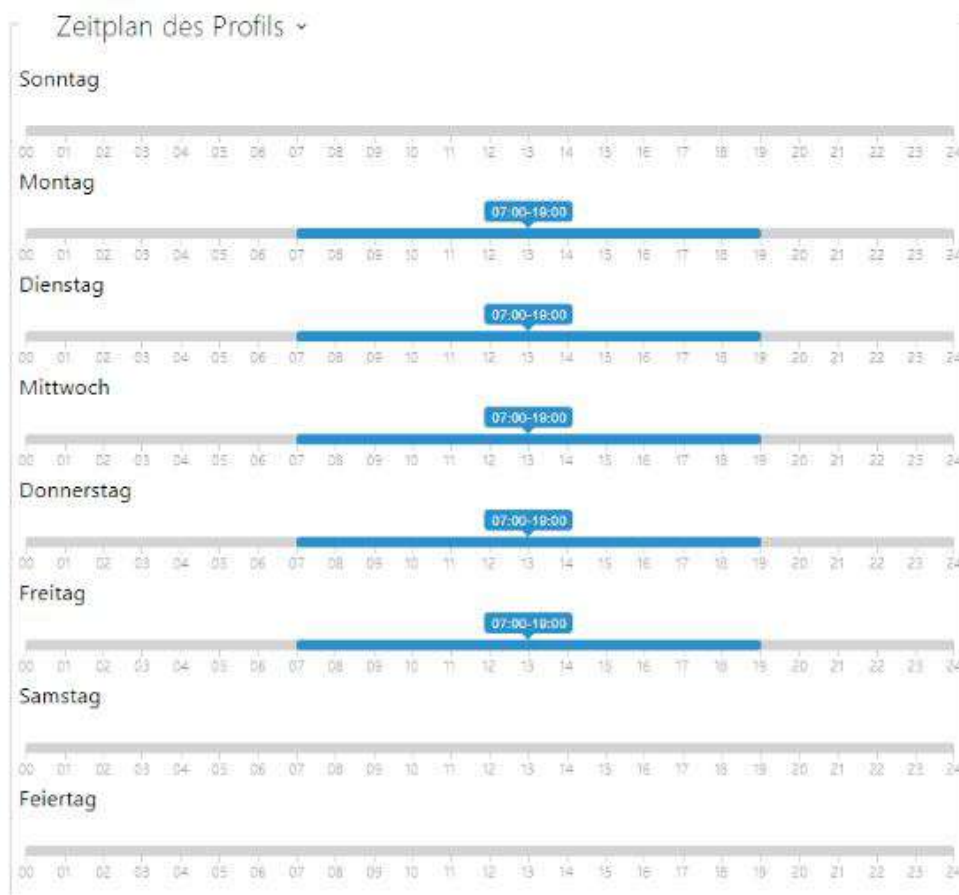 Zeitplan des Profils
Sonntag
00 01 02 03 04 05 06 07 08 09 10 11 12 13 14 15 16 17 18 19 20 21 22 23 24
Montag
07:00-19:00
00 01 02 03 04 05 06 07 08 09 10 11 12 13 14 15 16 17 18 19 20 21 22 23 24
Dienstag
07:00-19:00
00 01 02 03 04 05 06 07 08 09 10 11 12 13 14 15 16 17 18 19 20 21 22 23 24
Mittwoch
07:00-19:00
00 01 02 03 04 05 06 07 08 09 10 11 12 13 14 15 16 17 18 19 20 21 22 23 24
Donnerstag
07:00-19:00
00 01 02 03 04 05 06 07 08 09 10 11 12 13 14 15 16 17 18 19 20 21 22 23 24
Freitag
07:00-19:00
00 01 02 03 04 05 06 07 08 09 10 11 12 13 14 15 16 17 18 19 20 21 22 23 24
Samstag
00 01 02 03 04 05 06 07 08 09 10 11 12 13 14 15 16 17 18 19 20 21 22 23 24
Feiertag
00 01 02 03 04 05 06 07 08 09 10 11 12 13 14 15 16 17 18 19 20 21 22 23 24